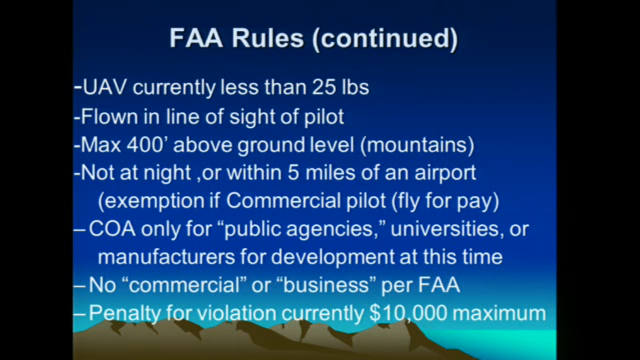 FAA Rules (continued)
-UAV currently less than 25 lbs
-Flown in line of sight of pilot
-Max 400' above ground level (mountains)
-Not at night ,or within 5 miles of an airport
(exemption if Commercial pilot (fly for pay)
–COA only for “public agencies,” universities, or
manufacturers for development at this time
–No “commercial” or “business” per FAA
–Penalty for violation currently $10,000 maximum